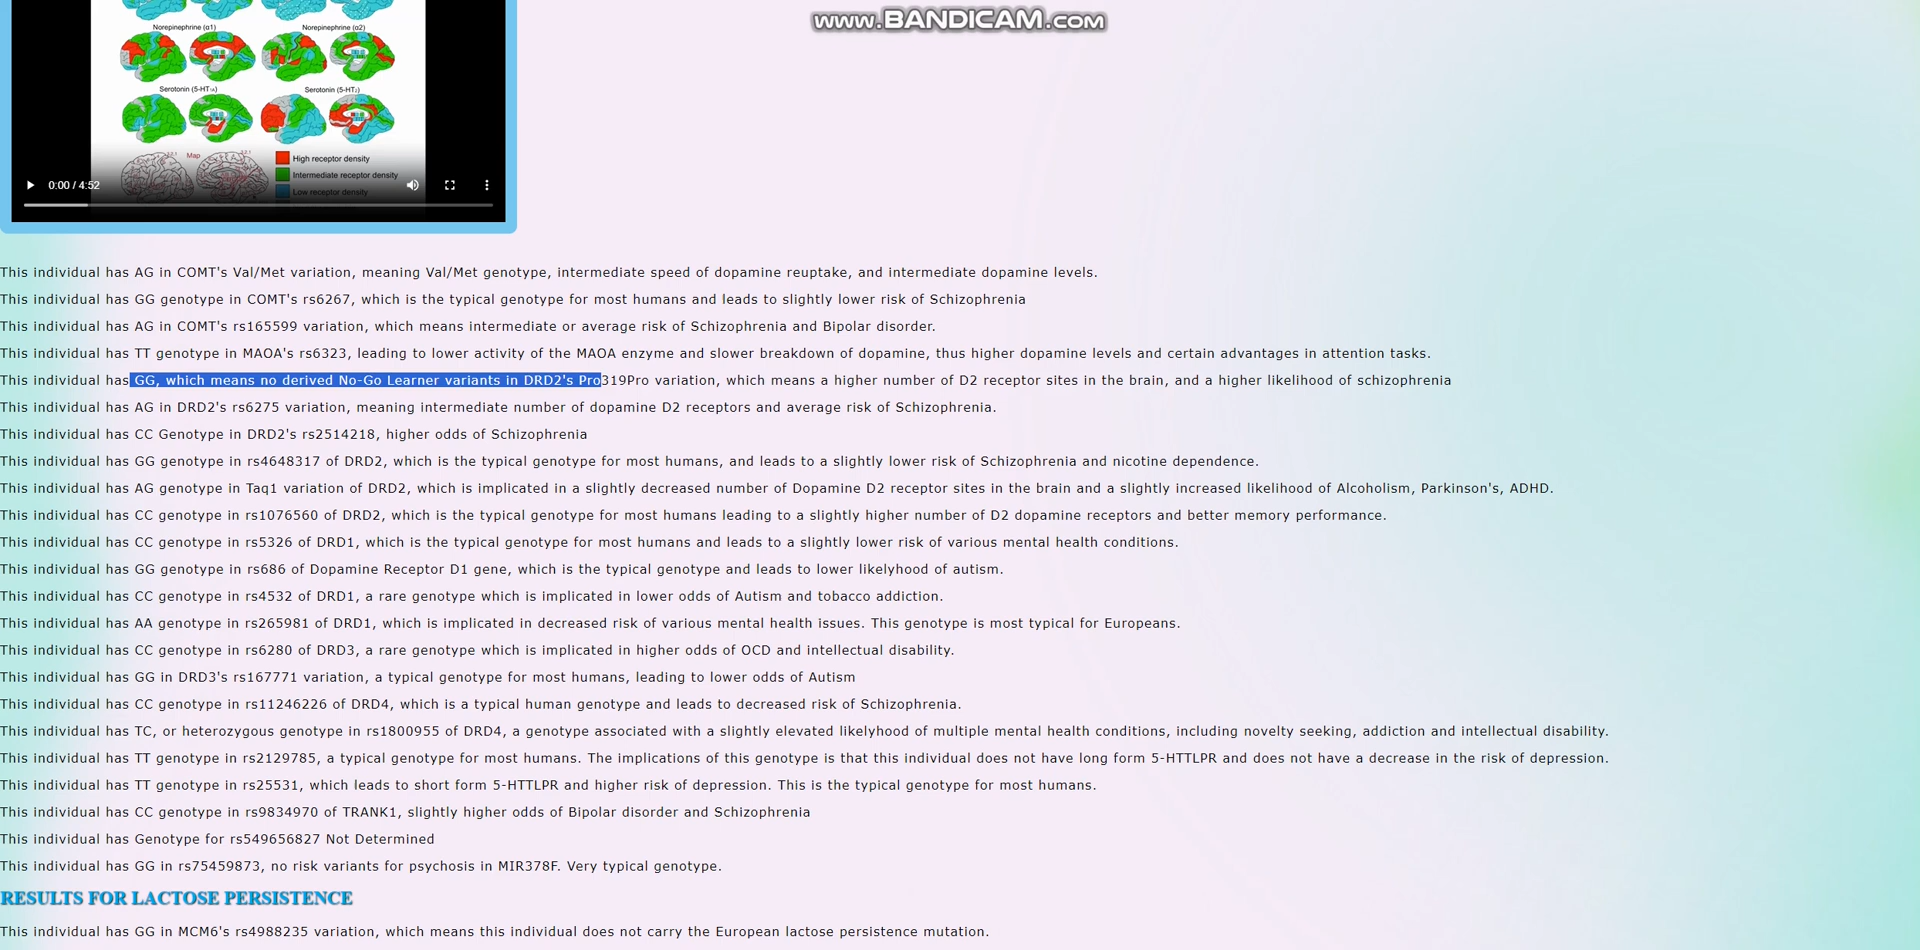 www.BANDICAM.com
Norepinephrine (α1) Norepinephrine (α2)
Serotonin (5-HT1A) Serotonin (5-HT2)
Map
High receptor density
Intermediate receptor density
Low receptor density
0:00 / 4:52
This individual has AG in COMT's Val/Met variation, meaning Val/Met genotype, intermediate speed of dopamine reuptake, and intermediate dopamine levels.
This individual has GG genotype in COMT's rs6267, which is the typical genotype for most humans and leads to slightly lower risk of Schizophrenia
This individual has AG in COMT's rs165599 variation, which means intermediate or average risk of Schizophrenia and Bipolar disorder.
This individual has TT genotype in MAOA's rs6323, leading to lower activity of the MAOA enzyme and slower breakdown of dopamine, thus higher dopamine levels and certain advantages in attention tasks.
This individual has GG, which means no derived No-Go Learner variants in DRD2's Pro319Pro variation, which means a higher number of D2 receptor sites in the brain, and a higher likelihood of schizophrenia
This individual has AG in DRD2's rs6275 variation, meaning intermediate number of dopamine D2 receptors and average risk of Schizophrenia.
This individual has CC Genotype in DRD2's rs2514218, higher odds of Schizophrenia
This individual has GG genotype in rs4648317 of DRD2, which is the typical genotype for most humans, and leads to a slightly lower risk of Schizophrenia and nicotine dependence.
This individual has AG genotype in Taq1 variation of DRD2, which is implicated in a slightly decreased number of Dopamine D2 receptor sites in the brain and a slightly increased likelihood of Alcoholism, Parkinson's, ADHD.
This individual has CC genotype in rs1076560 of DRD2, which is the typical genotype for most humans leading to a slightly higher number of D2 dopamine receptors and better memory performance.
This individual has CC genotype in rs5326 of DRD1, which is the typical genotype for most humans and leads to a slightly lower risk of various mental health conditions.
This individual has GG genotype in rs686 of Dopamine Receptor D1 gene, which is the typical genotype and leads to lower likelyhood of autism.
This individual has CC genotype in rs4532 of DRD1, a rare genotype which is implicated in lower odds of Autism and tobacco addiction.
This individual has AA genotype in rs265981 of DRD1, which is implicated in decreased risk of various mental health issues. This genotype is most typical for Europeans.
This individual has CC genotype in rs6280 of DRD3, a rare genotype which is implicated in higher odds of OCD and intellectual disability.
This individual has GG in DRD3's rs167771 variation, a typical genotype for most humans, leading to lower odds of Autism
This individual has CC genotype in rs11246226 of DRD4, which is a typical human genotype and leads to decreased risk of Schizophrenia.
This individual has TC, or heterozygous genotype in rs1800955 of DRD4, a genotype associated with a slightly elevated likelyhood of multiple mental health conditions, including novelty seeking, addiction and intellectual disability.
This individual has TT genotype in rs2129785, a typical genotype for most humans. The implications of this genotype is that this individual does not have long form 5-HTTLPR and does not have a decrease in the risk of depression.
This individual has TT genotype in rs25531, which leads to short form 5-HTTLPR and higher risk of depression. This is the typical genotype for most humans.
This individual has CC genotype in rs9834970 of TRANK1, slightly higher odds of Bipolar disorder and Schizophrenia
This individual has Genotype for rs549656827 Not Determined
This individual has GG in rs75459873, no risk variants for psychosis in MIR378F. Very typical genotype.
RESULTS FOR LACTOSE PERSISTENCE
This individual has GG in MCM6's rs4988235 variation, which means this individual does not carry the European lactose persistence mutation.